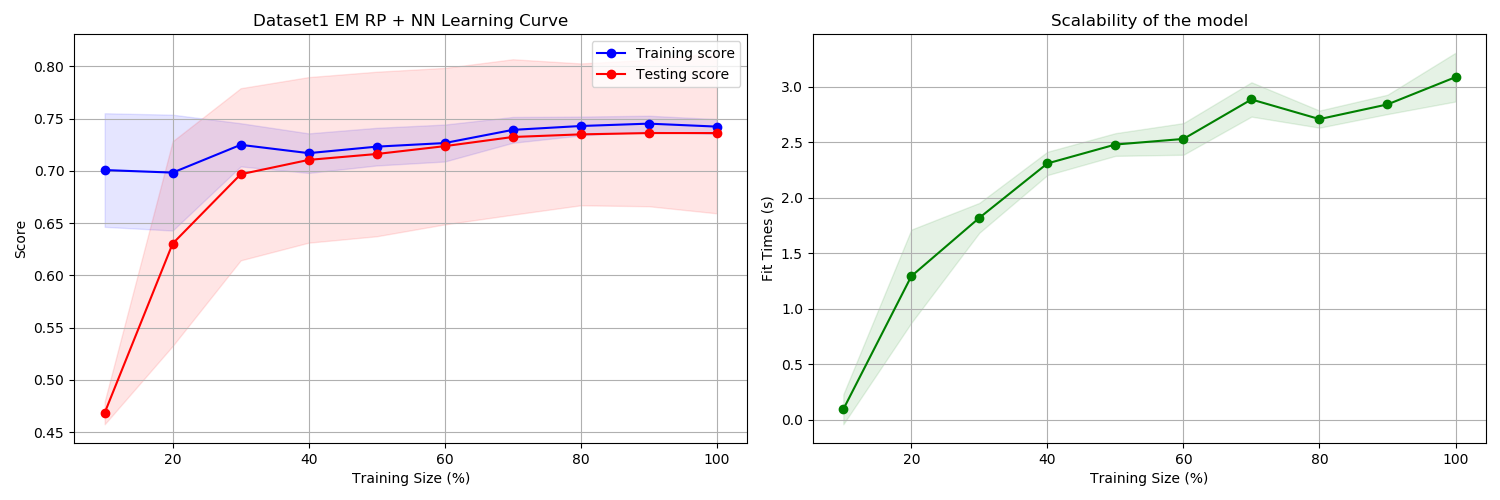 Dataset1 EM RP + NN Learning Curve
Training score
Testing score
Score
0.80
0.75
0.70
0.65
0.60
0.55
0.50
0.45
20 40 60 80 100
Training Size (%)
Scalability of the model
Fit Times (s)
3.0
2.5
2.0
1.5
1.0
0.5
0.0
20 40 60 80 100
Training Size (%)